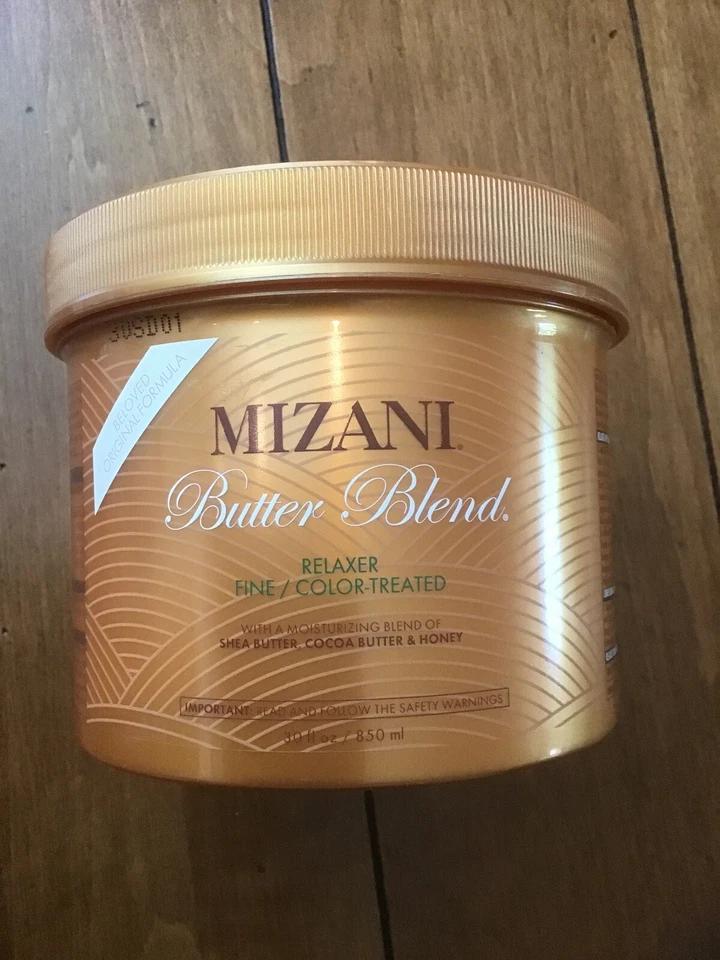 30SD01
BELOVED
ORIGINAL FORMULA
MIZANI®
Butter Blend®
RELAXER
FINE / COLOR-TREATED
WITH A MOISTURIZING BLEND OF
SHEA BUTTER, COCOA BUTTER & HONEY
IMPORTANT: READ AND FOLLOW THE SAFETY WARNINGS
30 fl oz / 850 ml